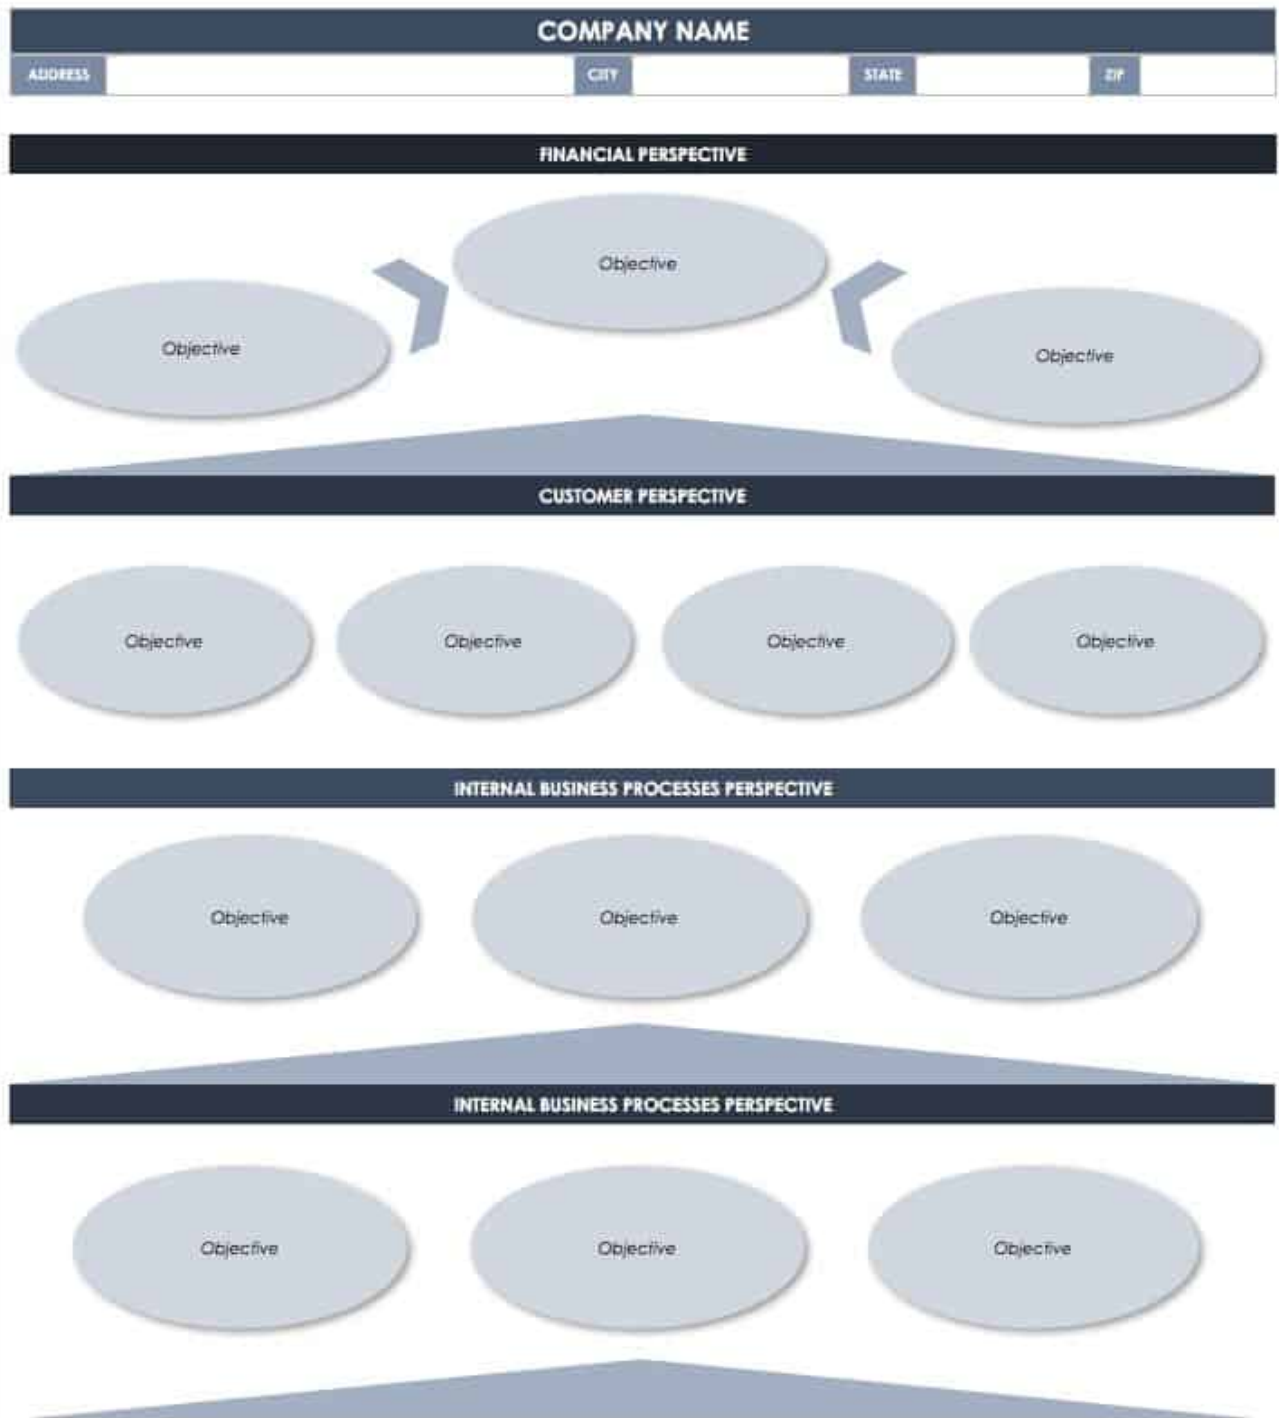 COMPANY NAME
ADDRESS CITY STATE ZIP
FINANCIAL PERSPECTIVE
Objective
Objective
Objective
CUSTOMER PERSPECTIVE
Objective Objective Objective Objective
INTERNAL BUSINESS PROCESSES PERSPECTIVE
Objective Objective Objective
INTERNAL BUSINESS PROCESSES PERSPECTIVE
Objective Objective Objective